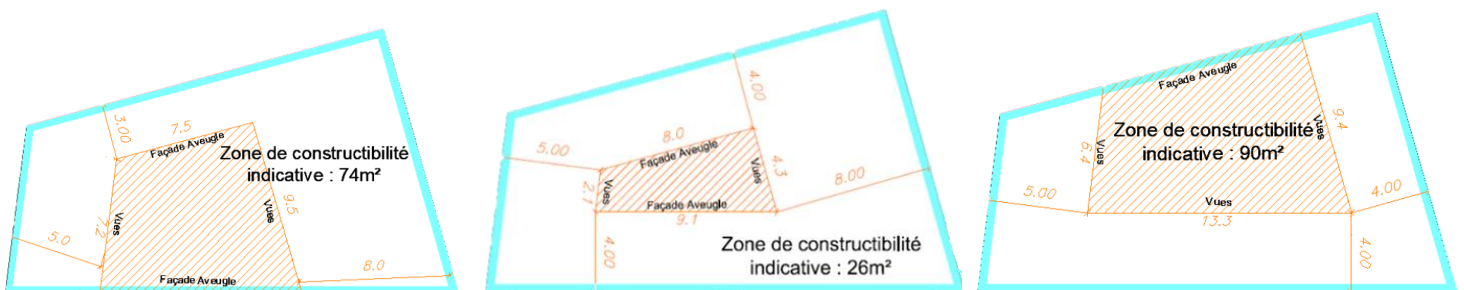 3.00
7.5
Façade Aveugle
Zone de constructibilité
indicative : 74m²
Vues
7.2
Vues
9.5
5.0
Façade Aveugle
8.0
4.00
5.00
8.0
Façade Aveugle
Vues
2.1
Vues
4.3
8.00
Façade Aveugle
9.1
4.00
Zone de constructibilité
indicative : 26m²
Façade Aveugle
9.4
Vues
Zone de constructibilité
indicative : 90m²
6.4
Vues
5.00
Vues
13.3
4.00
4.00